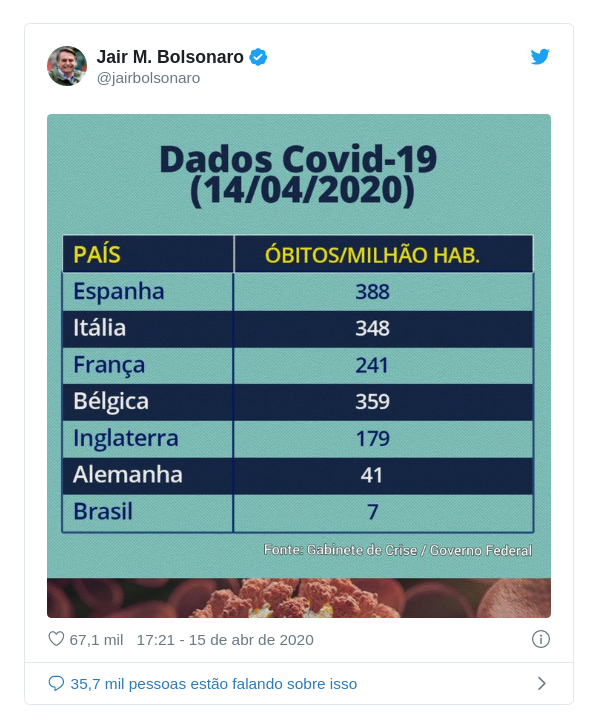 Jair M. Bolsonaro
@jairbolsonaro
Dados Covid-19
(14/04/2020)
PAÍS ÓBITOS/MILHÃO HAB.
Espanha 388
Itália 348
França 241
Bélgica 359
Inglaterra 179
Alemanha 41
Brasil 7
Fonte: Gabinete de Crise / Governo Federal
67,1 mil 17:21 - 15 de abr de 2020
35,7 mil pessoas estão falando sobre isso